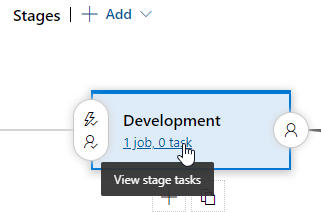 Stages | + Add
Development
1 job, 0 task
View stage tasks